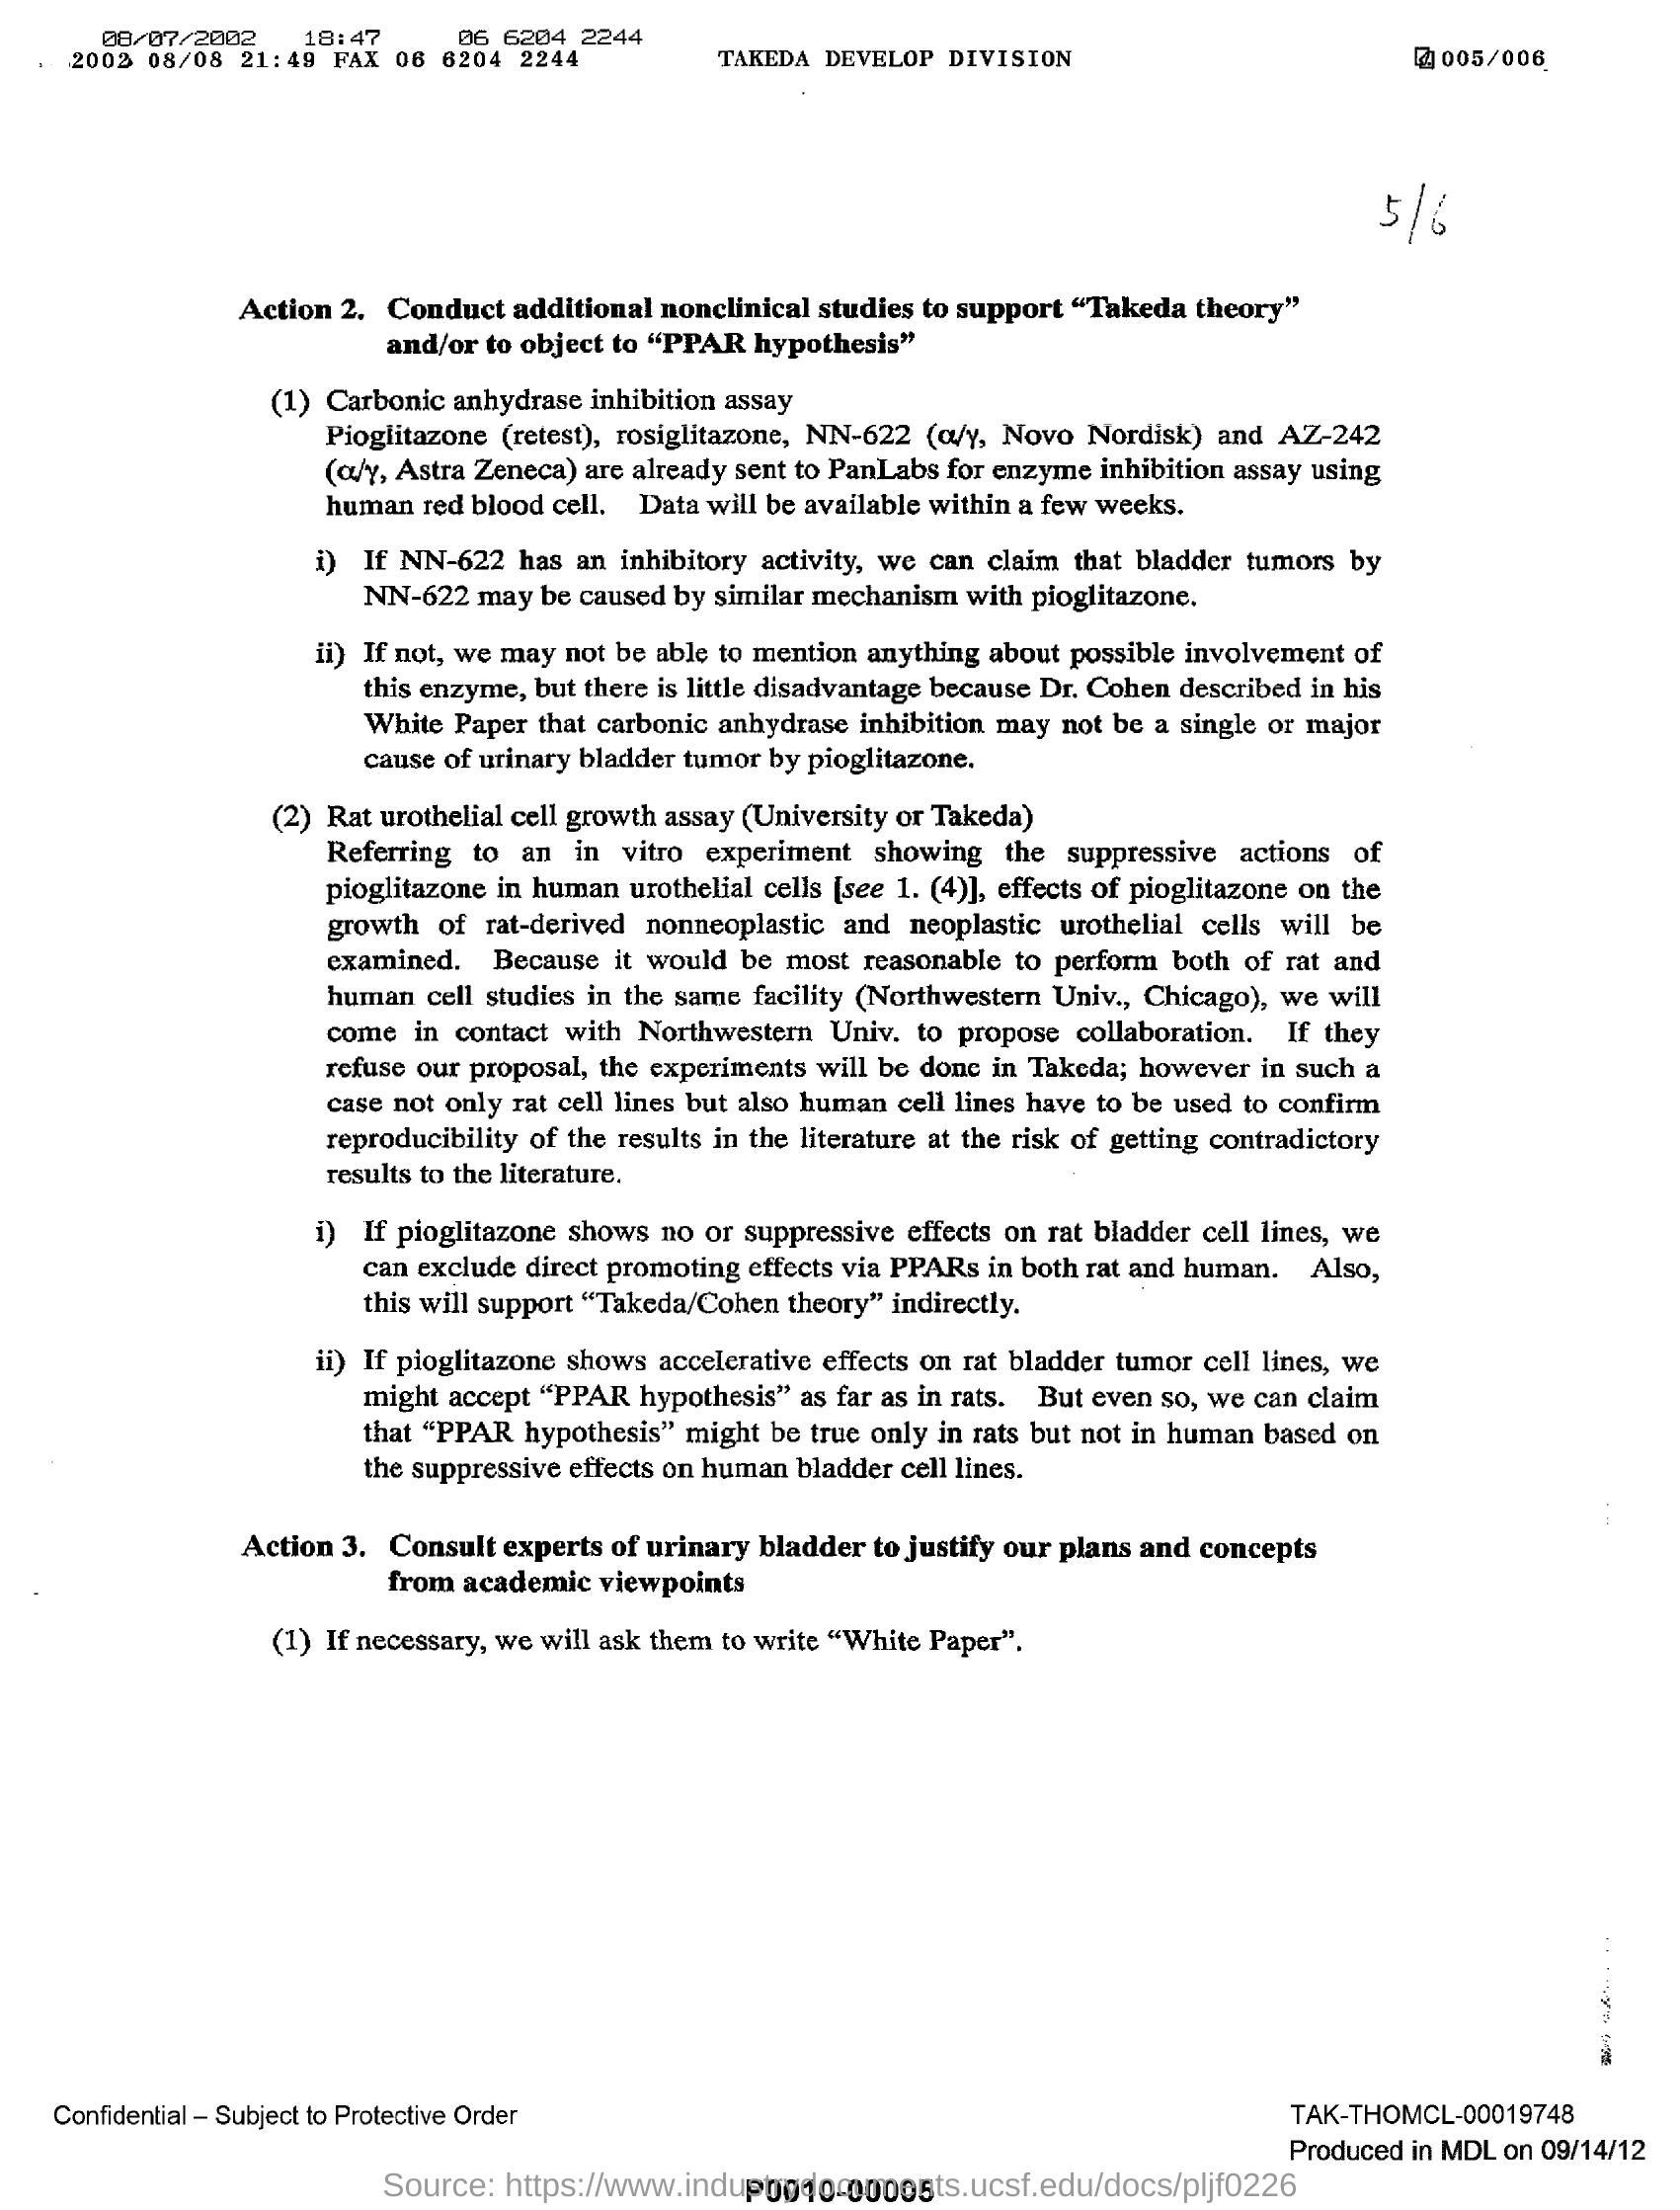 08/07/2002 18:47 06 6204 2244
2002 08/08 21:49 FAX 06 6204 2244 TAKEDA DEVELOP DIVISION 005/006
5/6
Action 2. Conduct additional nonclinical studies to support “Takeda theory”
and/or to object to “PPAR hypothesis”
(1) Carbonic anhydrase inhibition assay
Pioglitazone (retest), rosiglitazone, NN-622 (α/γ, Novo Nordisk) and AZ-242
(α/γ, Astra Zeneca) are already sent to PanLabs for enzyme inhibition assay using
human red blood cell. Data will be available within a few weeks.
i) If NN-622 has an inhibitory activity, we can claim that bladder tumors by
NN-622 may be caused by similar mechanism with pioglitazone.
ii) If not, we may not be able to mention anything about possible involvement of
this enzyme, but there is little disadvantage because Dr. Cohen described in his
White Paper that carbonic anhydrase inhibition may not be a single or major
cause of urinary bladder tumor by pioglitazone.
(2) Rat urothelial cell growth assay (University or Takeda)
Referring to an in vitro experiment showing the suppressive actions of
pioglitazone in human urothelial cells [see 1. (4)], effects of pioglitazone on the
growth of rat-derived nonneoplastic and neoplastic urothelial cells will be
examined. Because it would be most reasonable to perform both of rat and
human cell studies in the same facility (Northwestern Univ., Chicago), we will
come in contact with Northwestern Univ. to propose collaboration. If they
refuse our proposal, the experiments will be done in Takeda; however in such a
case not only rat cell lines but also human cell lines have to be used to confirm
reproducibility of the results in the literature at the risk of getting contradictory
results to the literature.
i) If pioglitazone shows no or suppressive effects on rat bladder cell lines, we
can exclude direct promoting effects via PPARs in both rat and human. Also,
this will support “Takeda/Cohen theory” indirectly.
ii) If pioglitazone shows accelerative effects on rat bladder tumor cell lines, we
might accept “PPAR hypothesis” as far as in rats. But even so, we can claim
that “PPAR hypothesis” might be true only in rats but not in human based on
the suppressive effects on human bladder cell lines.
Action 3. Consult experts of urinary bladder to justify our plans and concepts
from academic viewpoints
(1) If necessary, we will ask them to write “White Paper”.
Confidential – Subject to Protective Order TAK-THOMCL-00019748
Produced in MDL on 09/14/12
Source: https://www.industrydocuments.ucsf.edu/docs/pljf0226
P0010-00005